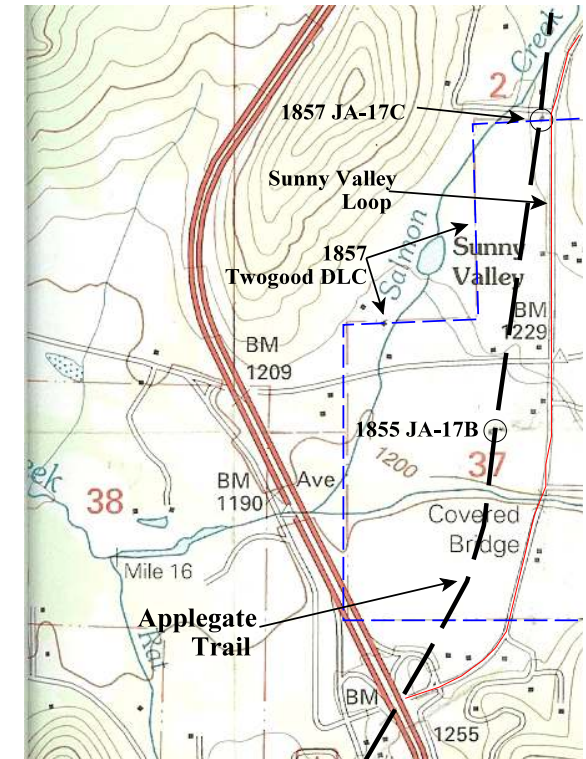 Creek
2
1857 JA-17C
Sunny Valley
Loop
Salmon
1857
Twogood DLC
Sunny
Valley
BM
1229
BM
1209
1855 JA-17B
1200
37
BM
1190
Ave
eek
38
Covered
Bridge
Mile 16
Applegate
Trail
Rat
BM
1255